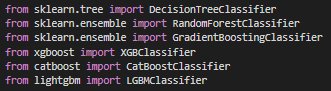 from sklearn.tree import DecisionTreeClassifier
from sklearn.ensemble import RandomForestClassifier
from sklearn.ensemble import GradientBoostingClassifier
from xgboost import XGBClassifier
from catboost import CatBoostClassifier
from lightgbm import LGBMClassifier